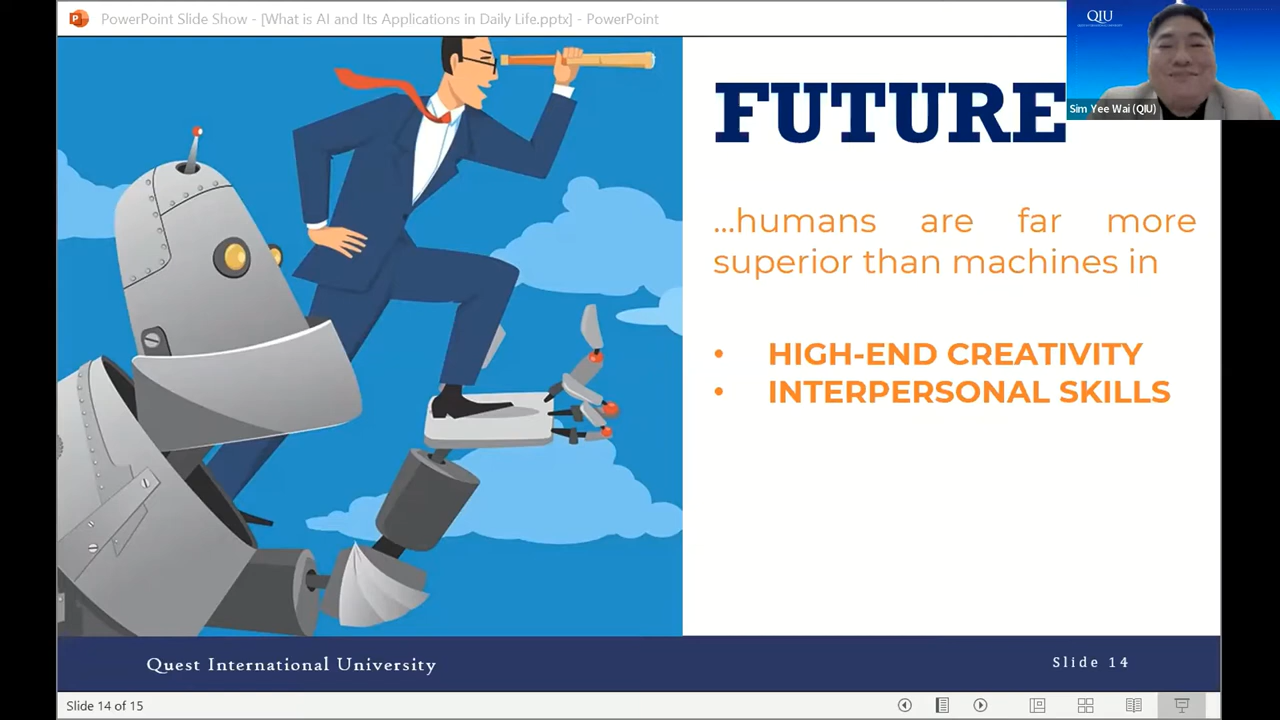 PowerPoint Slide Show - [What is AI and Its Applications in Daily Life.pptx] - PowerPoint
QIU
Sim Yee Wai (QIU)
FUTURE
...humans are far more
superior than machines in
• HIGH-END CREATIVITY
• INTERPERSONAL SKILLS
Quest International University
Slide 14
Slide 14 of 15